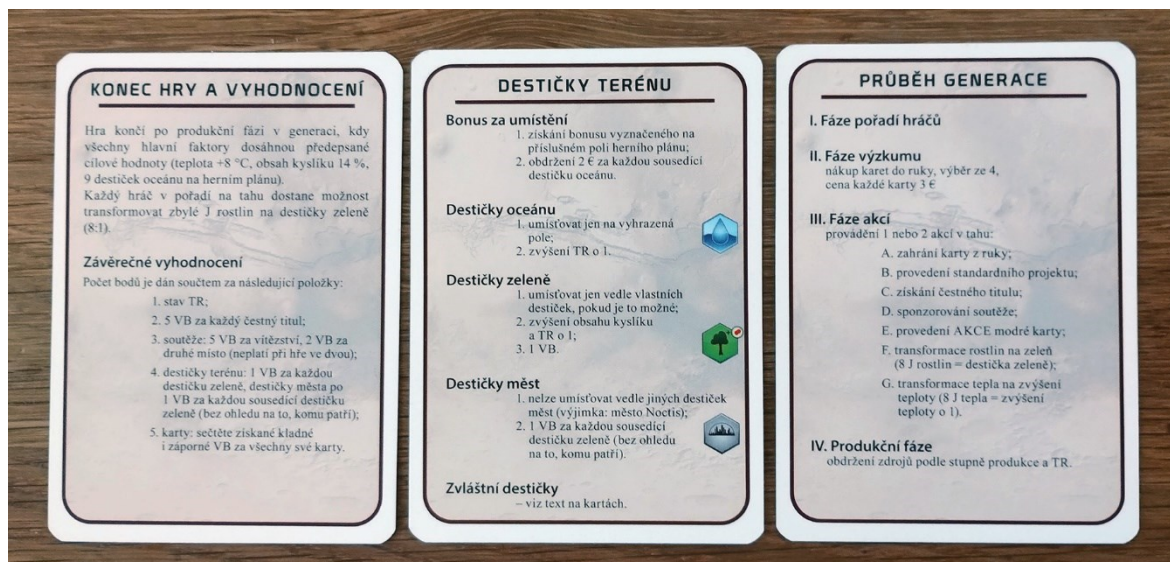 KONEC HRY A VYHODNOCENÍ
Hra končí po produkční fázi v generaci, kdy
všechny hlavní faktory dosáhnou předepsané
cílové hodnoty (teplota +8 °C, obsah kyslíku 14 %,
9 destiček oceánu na herním plánu).
Každý hráč v pořadí na tahu dostane možnost
transformovat zbylé J rostlin na destičky zeleně
(8:1).
Závěrečné vyhodnocení
Počet bodů je dán součtem za následující položky:
1. stav TR;
2. 5 VB za každý čestný titul;
3. soutěže: 5 VB za vítězství, 2 VB za
druhé místo (neplatí při hře ve dvou);
4. destičky terénu: 1 VB za každou
destičku zeleně, destičky města po
1 VB za každou sousedící destičku
zeleně (bez ohledu na to, komu patří);
5. karty: sečtěte získané kladné
i záporné VB za všechny své karty.
DESTIČKY TERÉNU
Bonus za umístění
1. získání bonusu vyznačeného na
příslušném poli herního plánu;
2. obdržení 2 € za každou sousedící
destičku oceánu.
Destičky oceánu
1. umísťovat jen na vyhrazená
pole;
2. zvýšení TR o 1.
Destičky zeleně
1. umísťovat jen vedle vlastních
destiček, pokud je to možné;
2. zvýšení obsahu kyslíku
a TR o 1;
3. 1 VB.
Destičky měst
1. nelze umísťovat vedle jiných destiček
měst (výjimka: město Noctis);
2. 1 VB za každou sousedící
destičku zeleně (bez ohledu
na to, komu patří).
Zvláštní destičky
– viz text na kartách.
PRŮBĚH GENERACE
I. Fáze pořadí hráčů
II. Fáze výzkumu
nákup karet do ruky, výběr ze 4,
cena každé karty 3 €
III. Fáze akcí
provádění 1 nebo 2 akcí v tahu:
A. zahrání karty z ruky;
B. provedení standardního projektu;
C. získání čestného titulu;
D. sponzorování soutěže;
E. provedení AKCE modré karty;
F. transformace rostlin na zeleň
(8 J rostlin = destička zeleně);
G. transformace tepla na zvýšení
teploty (8 J tepla = zvýšení
teploty o 1).
IV. Produkční fáze
obdržení zdrojů podle stupně produkce a TR.